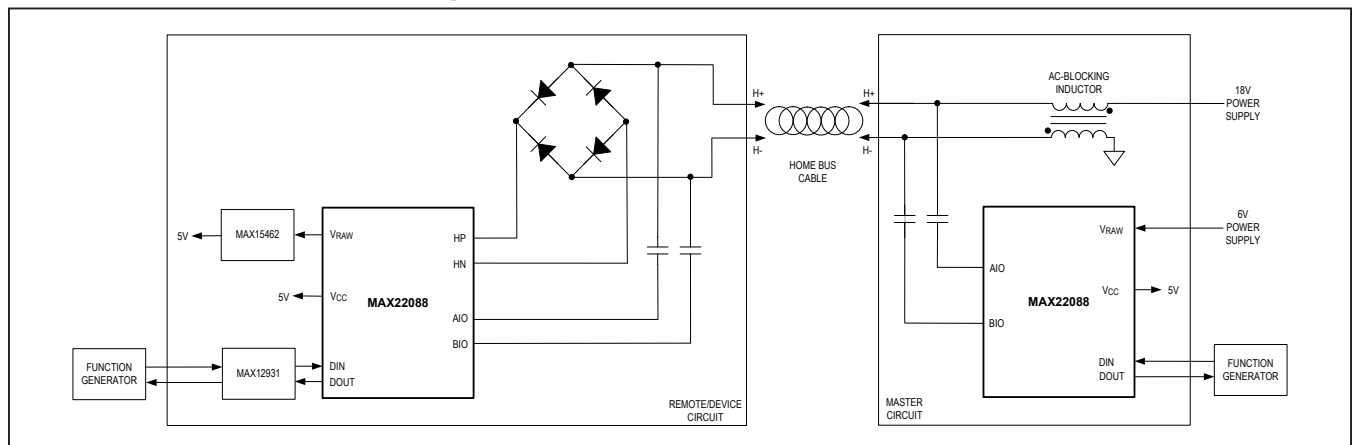 AC-BLOCKING
INDUCTOR
H+
H-
HOME BUS
CABLE
H+
H-
18V
POWER
SUPPLY
6V
POWER
SUPPLY
5V
MAX15462
VRAW
HP
HN
5V
VCC
MAX22088
AIO
BIO
FUNCTION
GENERATOR
MAX12931
DIN
DOUT
REMOTE/DEVICE
CIRCUIT
VRAW
AIO
VCC
5V
MAX22088
BIO
DIN
DOUT
FUNCTION
GENERATOR
MASTER
CIRCUIT